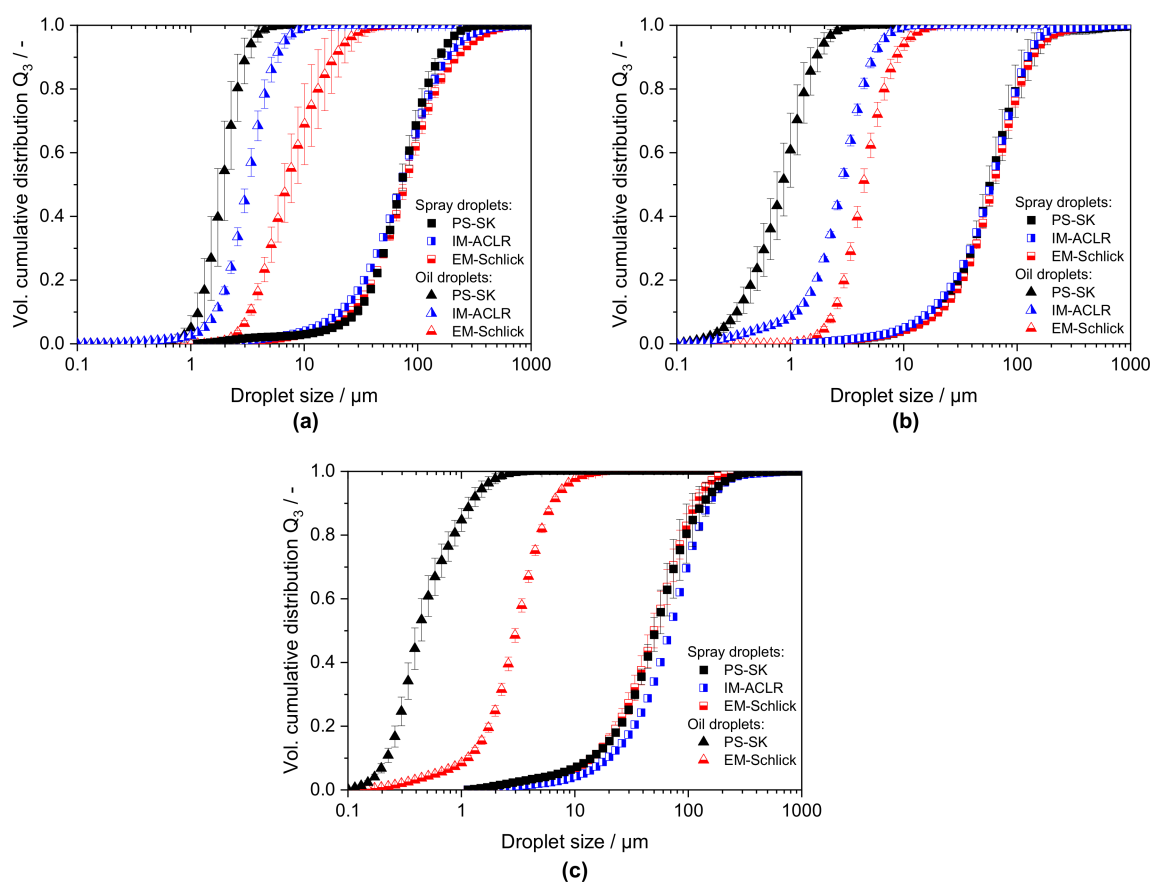 Vol. cumulative distribution Q3 / -
1.0
0.8
0.6
0.4
0.2
0.0
Spray droplets:
PS-SK
IM-ACLR
EM-Schlick
Oil droplets:
PS-SK
IM-ACLR
EM-Schlick
0.1 1 10 100 1000
Droplet size / µm
(a)
Vol. cumulative distribution Q3 / -
1.0
0.8
0.6
0.4
0.2
0.0
Spray droplets:
PS-SK
IM-ACLR
EM-Schlick
Oil droplets:
PS-SK
IM-ACLR
EM-Schlick
0.1 1 10 100 1000
Droplet size / µm
(b)
Vol. cumulative distribution Q3 / -
1.0
0.8
0.6
0.4
0.2
0.0
Spray droplets:
PS-SK
IM-ACLR
EM-Schlick
Oil droplets:
PS-SK
EM-Schlick
0.1 1 10 100 1000
Droplet size / µm
(c)